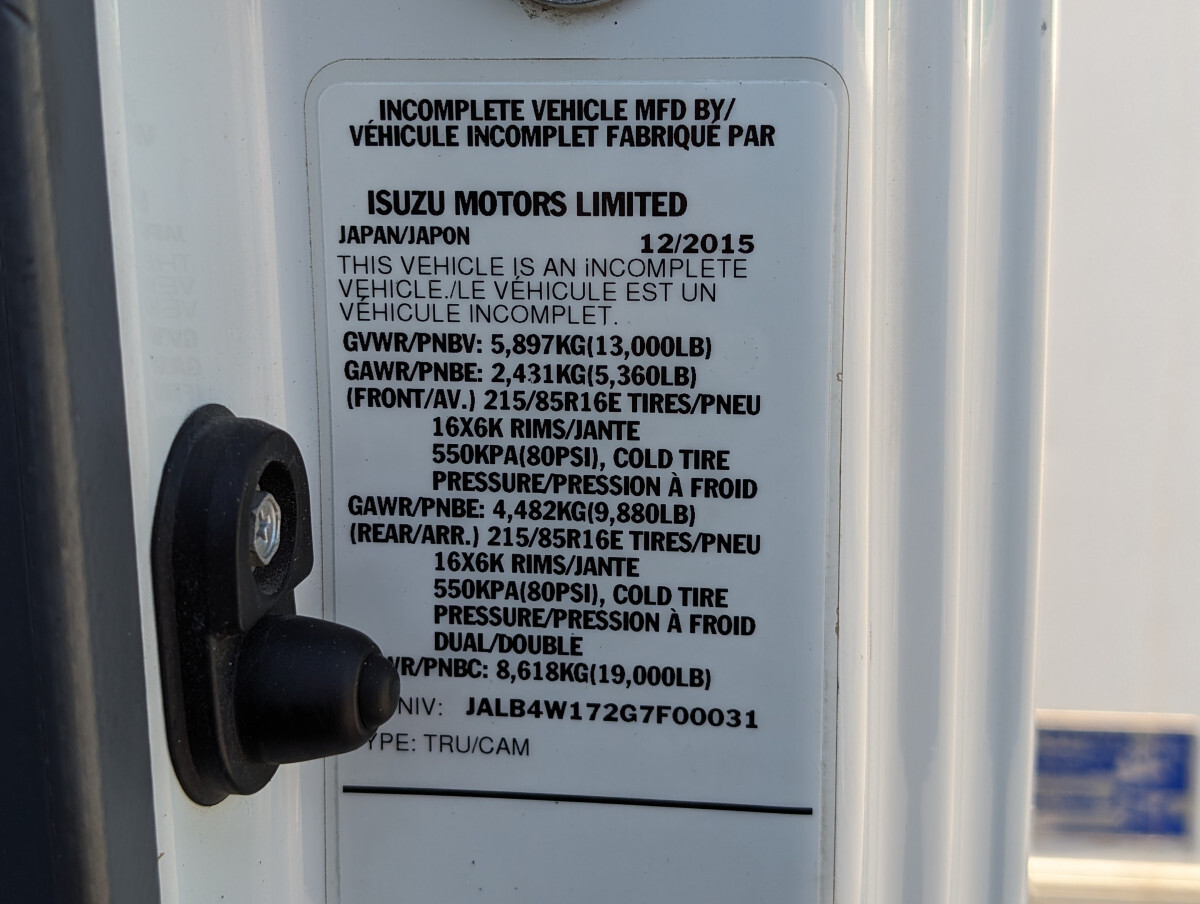 INCOMPLETE VEHICLE MFD BY/
VÉHICULE INCOMPLET FABRIQUÉ PAR
ISUZU MOTORS LIMITED
JAPAN/JAPON 12/2015
THIS VEHICLE IS AN iNCOMPLETE
VEHICLE./LE VÉHICULE EST UN
VÉHICULE INCOMPLET.
GVWR/PNBV: 5,897KG(13,000LB)
GAWR/PNBE: 2,431KG(5,360LB)
(FRONT/AV.) 215/85R16E TIRES/PNEU
16X6K RIMS/JANTE
550KPA(80PSI), COLD TIRE
PRESSURE/PRESSION À FROID
GAWR/PNBE: 4,482KG(9,880LB)
(REAR/ARR.) 215/85R16E TIRES/PNEU
16X6K RIMS/JANTE
550KPA(80PSI), COLD TIRE
PRESSURE/PRESSION À FROID
DUAL/DOUBLE
WR/PNBC: 8,618KG(19,000LB)
NIV: JALB4W172G7F00031
YPE: TRU/CAM